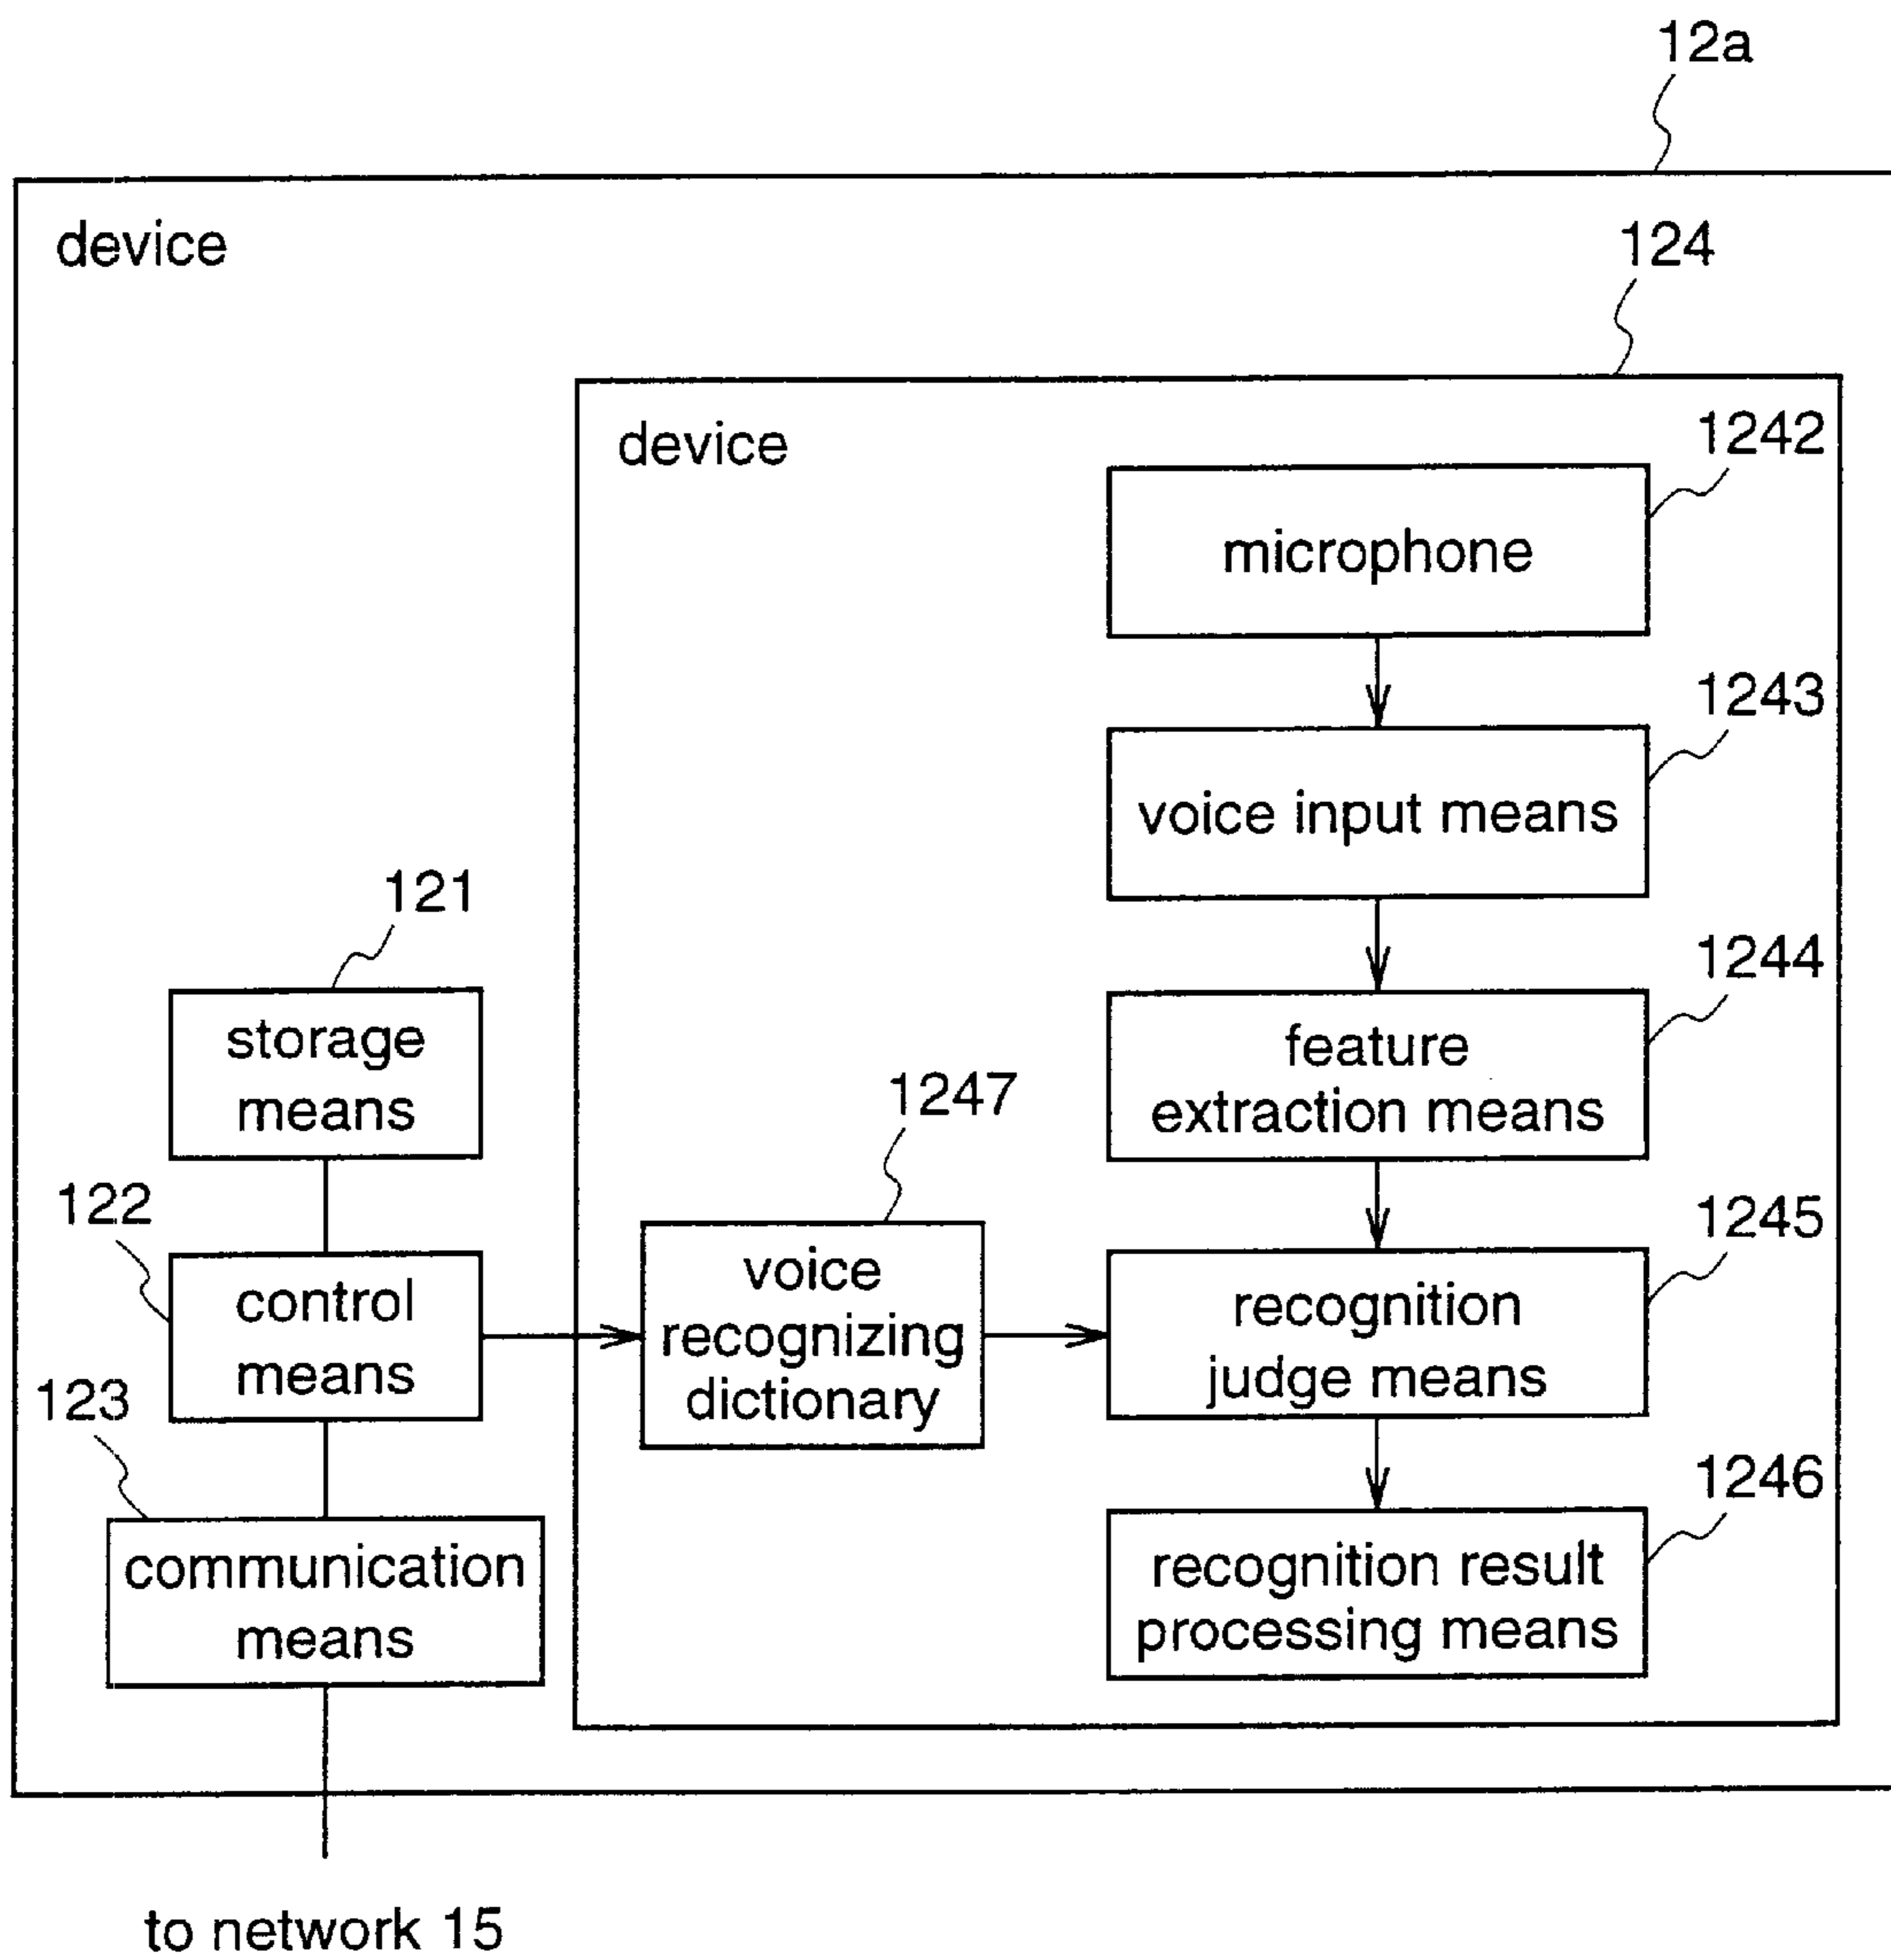 12a
device
124
device
1242
microphone
1243
voice input means
121
1244
storage
means
feature
extraction means
1247
122
1245
control
means
voice
recognizing
dictionary
recognition
judge means
123
1246
communication
means
recognition result
processing means
to network 15